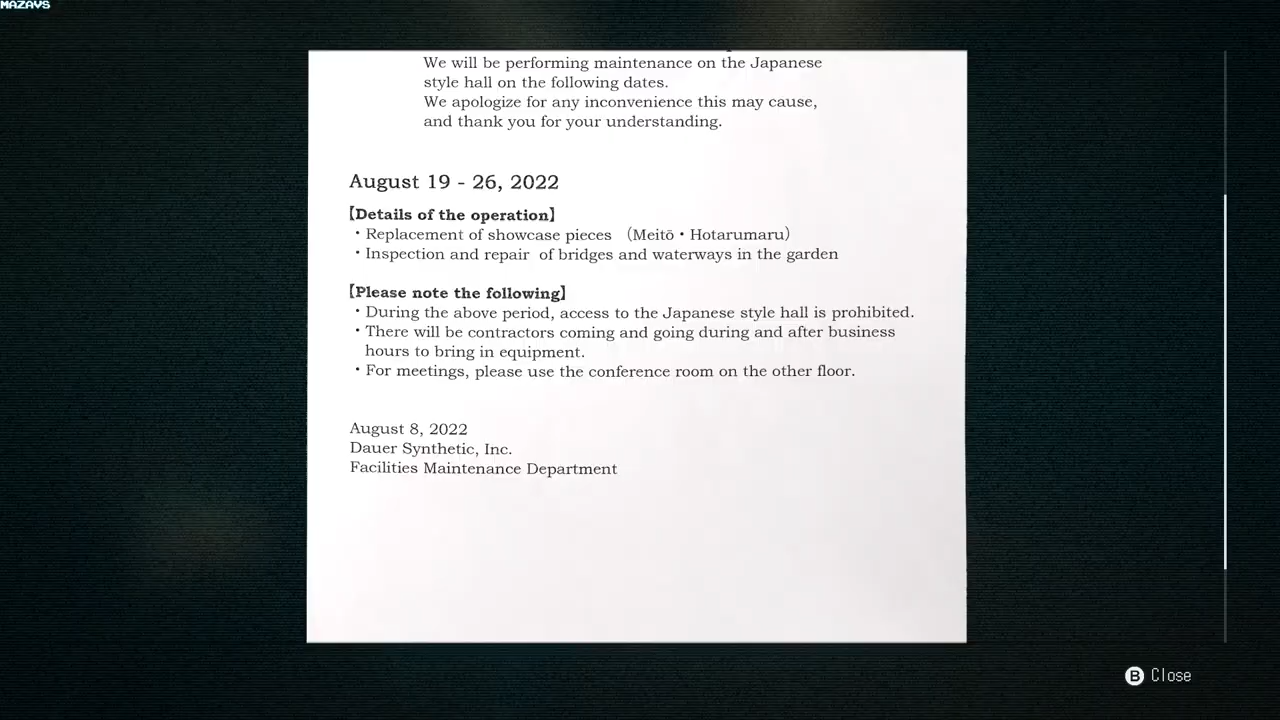 MAZAVS
We will be performing maintenance on the Japanese
style hall on the following dates.
We apologize for any inconvenience this may cause,
and thank you for your understanding.
August 19 - 26, 2022
【Details of the operation】
・Replacement of showcase pieces （Meitō・Hotarumaru）
・Inspection and repair of bridges and waterways in the garden
【Please note the following】
・During the above period, access to the Japanese style hall is prohibited.
・There will be contractors coming and going during and after business
hours to bring in equipment.
・For meetings, please use the conference room on the other floor.
August 8, 2022
Dauer Synthetic, Inc.
Facilities Maintenance Department
B Close